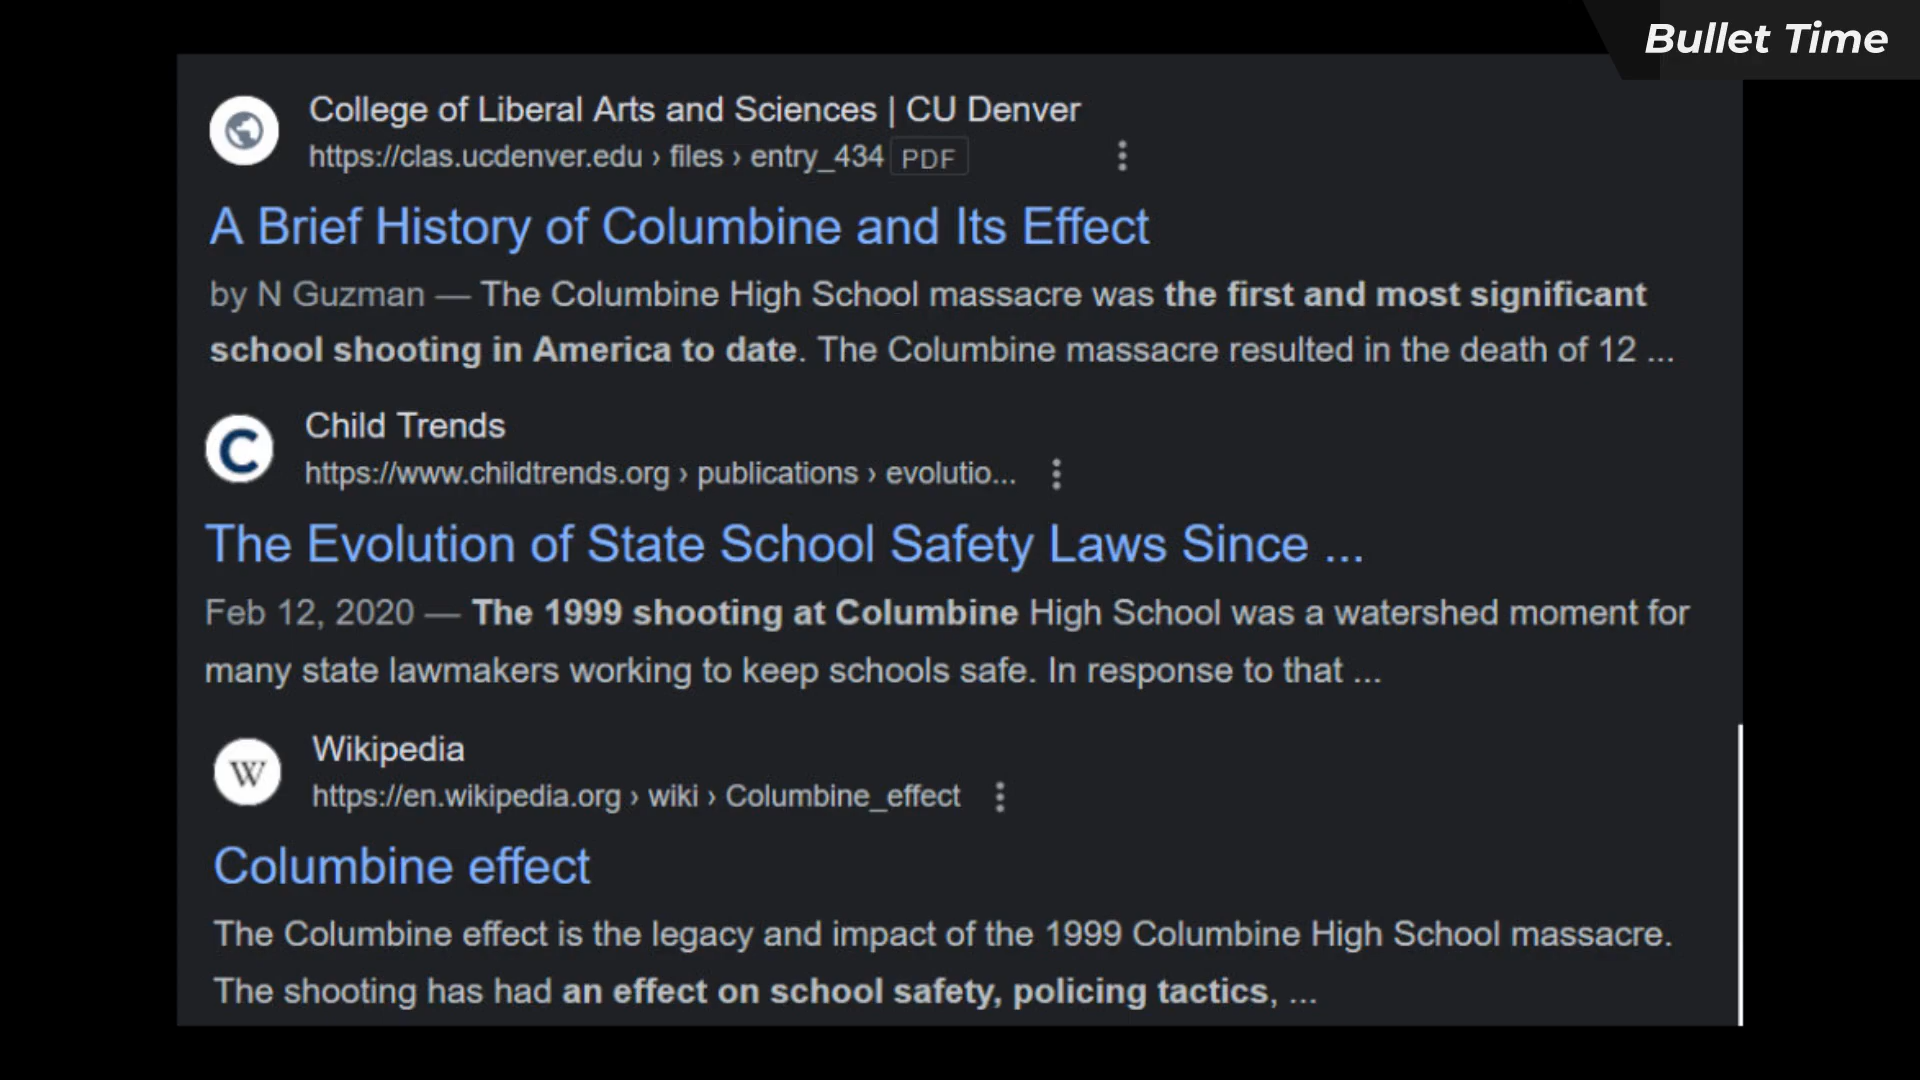 Bullet Time
College of Liberal Arts and Sciences | CU Denver
https://clas.ucdenver.edu › files › entry_434 PDF
A Brief History of Columbine and Its Effect
by N Guzman — The Columbine High School massacre was the first and most significant
school shooting in America to date. The Columbine massacre resulted in the death of 12 ...
Child Trends
https://www.childtrends.org › publications › evolutio...
The Evolution of State School Safety Laws Since ...
Feb 12, 2020 — The 1999 shooting at Columbine High School was a watershed moment for
many state lawmakers working to keep schools safe. In response to that ...
Wikipedia
https://en.wikipedia.org › wiki › Columbine_effect
Columbine effect
The Columbine effect is the legacy and impact of the 1999 Columbine High School massacre.
The shooting has had an effect on school safety, policing tactics, ...